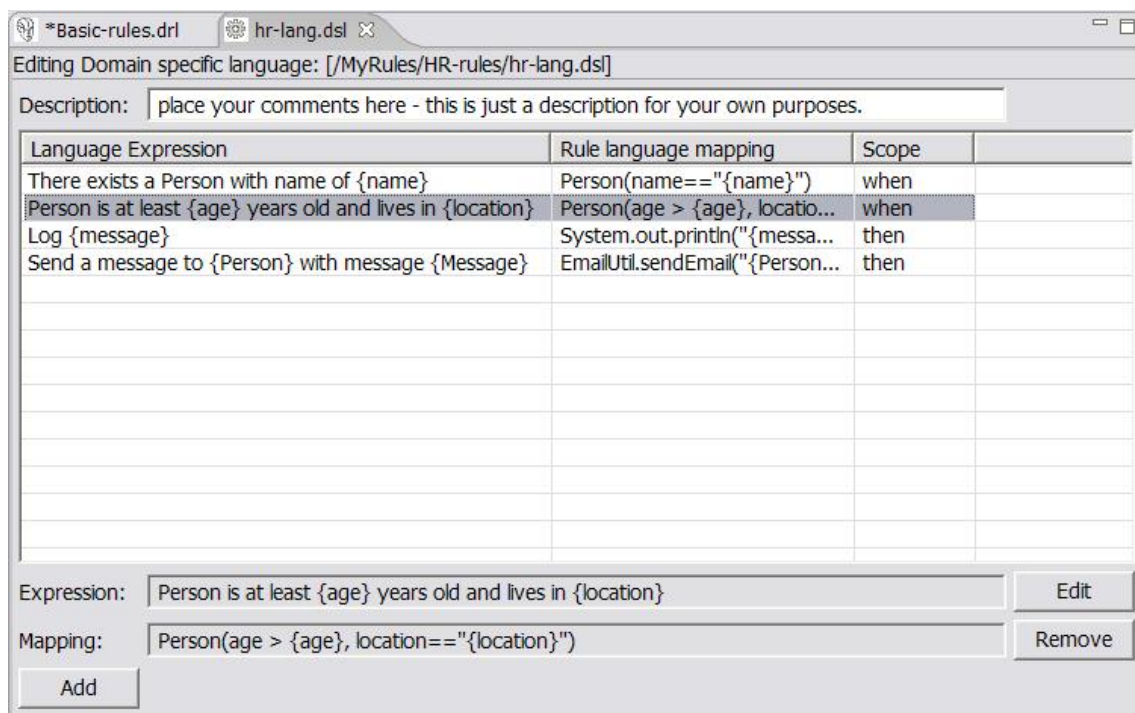 *Basic-rules.drl hr-lang.dsl
Editing Domain specific language: [/MyRules/HR-rules/hr-lang.dsl]
Description: place your comments here - this is just a description for your own purposes.
Language Expression Rule language mapping Scope
There exists a Person with name of {name} Person(name=="{name}") when
Person is at least {age} years old and lives in {location} Person(age > {age}, locatio... when
Log {message} System.out.println("{messa... then
Send a message to {Person} with message {Message} EmailUtil.sendEmail("{Person... then
Expression: Person is at least {age} years old and lives in {location} Edit
Mapping: Person(age > {age}, location=="{location}") Remove
Add